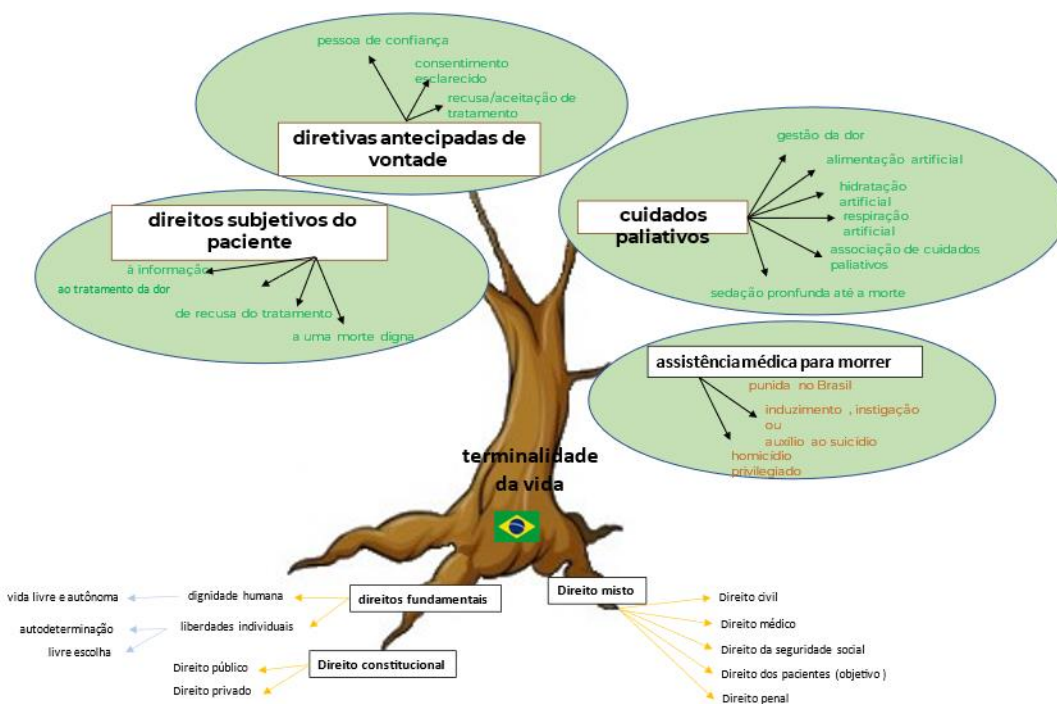 pessoa de confiança
consentimento
esclarecido
recusa/aceitação de
tratamento
diretivas antecipadas de
vontade
direitos subjetivos do
paciente
à informação
ao tratamento da dor
de recusa do tratamento
a uma morte digna
gestão da dor
alimentação artificial
hidratação
artificial
respiração
artificial
associação de cuidados
paliativos
sedação pronfunda até a morte
cuidados
paliativos
assistência médica para morrer
punida no Brasil
induzimento , instigação
ou
auxílio ao suicídio
homicídio
privilegiado
terminalidade
da vida
direitos fundamentais
dignidade humana
vida livre e autônoma
liberdades individuais
autodeterminação
livre escolha
Direito constitucional
Direito público
Direito privado
Direito misto
Direito civil
Direito médico
Direito da seguridade social
Direito dos pacientes (objetivo )
Direito penal